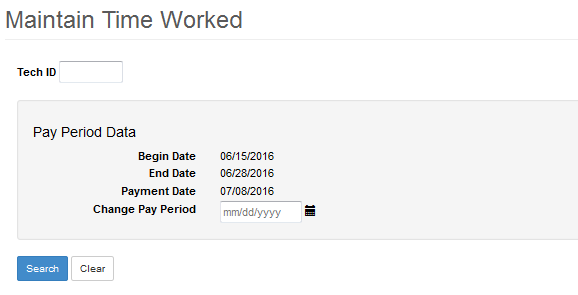 Maintain Time Worked
Tech ID
Pay Period Data
Begin Date 06/15/2016
End Date 06/28/2016
Payment Date 07/08/2016
Change Pay Period mm/dd/yyyy
Search Clear